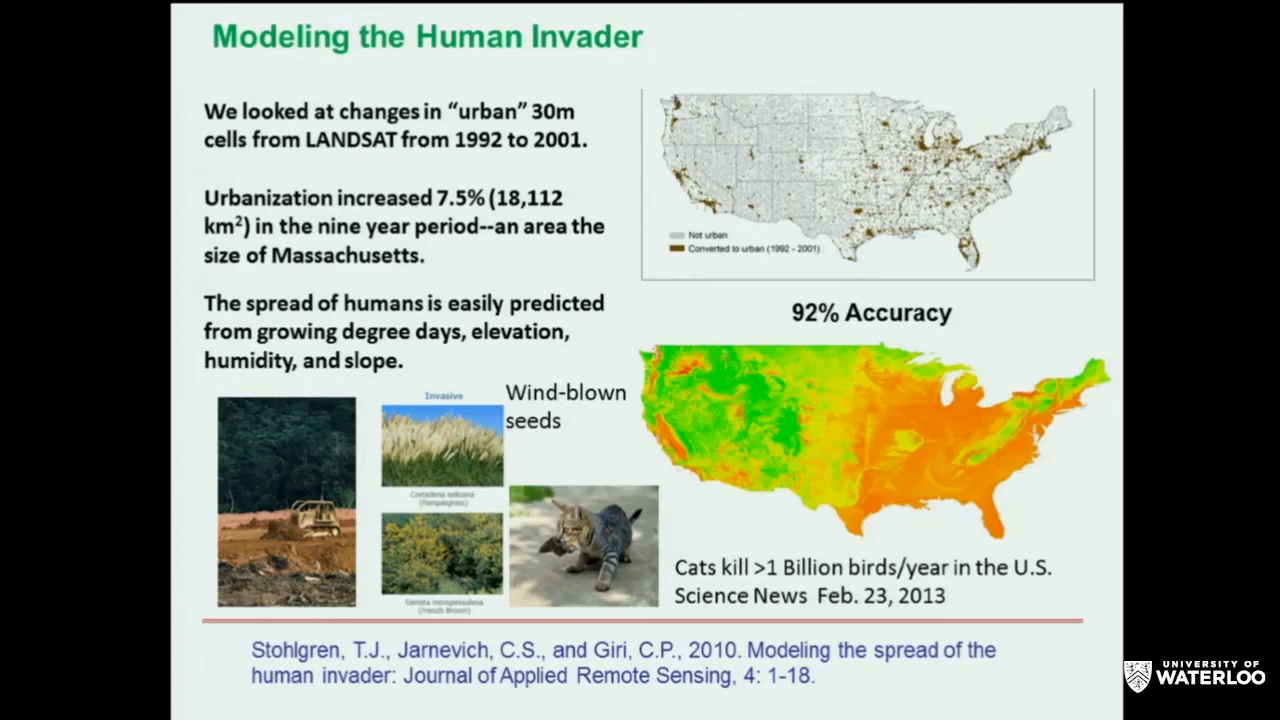 Modeling the Human Invader
We looked at changes in “urban” 30m
cells from LANDSAT from 1992 to 2001.
Urbanization increased 7.5% (18,112
km²) in the nine year period--an area the
size of Massachusetts.
The spread of humans is easily predicted
from growing degree days, elevation,
humidity, and slope.
Not urban
Converted to urban (1992 - 2001)
92% Accuracy
Invasive
Wind-blown
seeds
Cortaderia selloana
(Pampasgrass)
Genista monspessulana
(French Broom)
Cats kill >1 Billion birds/year in the U.S.
Science News Feb. 23, 2013
Stohlgren, T.J., Jarnevich, C.S., and Giri, C.P., 2010. Modeling the spread of the
human invader: Journal of Applied Remote Sensing, 4: 1-18.
UNIVERSITY OF
WATERLOO